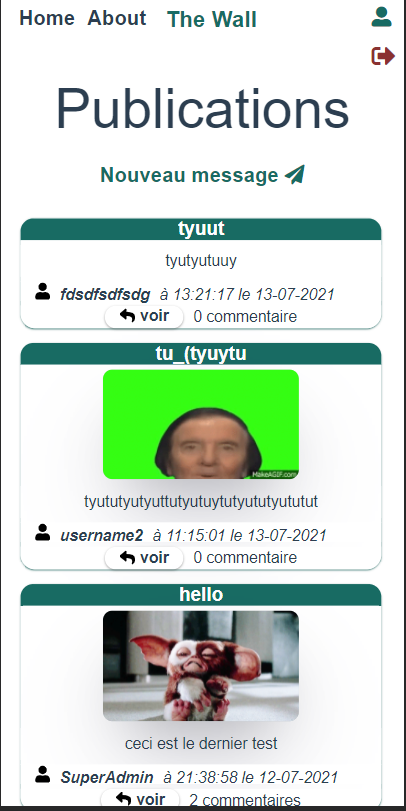 Home About The Wall
Publications
Nouveau message
tyuut
tyutyutuuy
fdsdfsdfsdg à 13:21:17 le 13-07-2021
voir 0 commentaire
tu_(tyuytu
MakeAGIF.com
tyututyutyuttutyutuytutyututyututut
username2 à 11:15:01 le 13-07-2021
voir 0 commentaire
hello
ceci est le dernier test
SuperAdmin à 21:38:58 le 12-07-2021
voir 2 commentaires